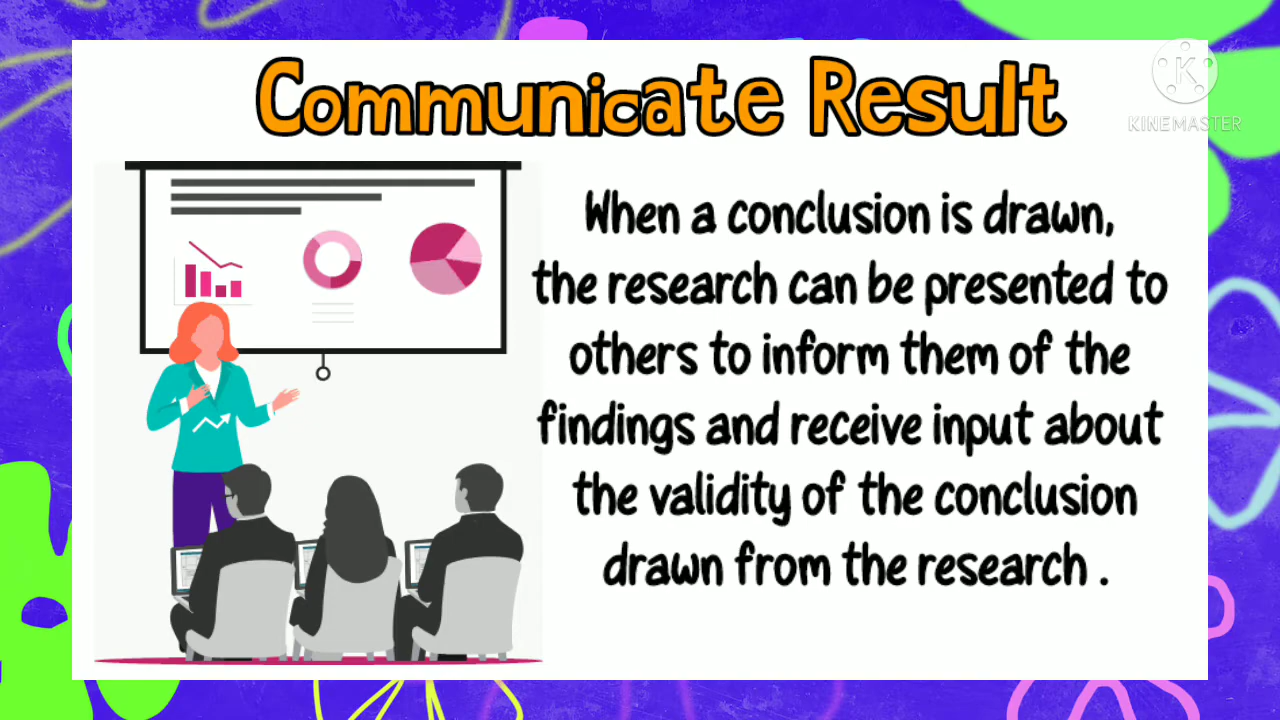 Communicate Result
K
KINEMASTER
When a conclusion is drawn,
the research can be presented to
others to inform them of the
findings and receive input about
the validity of the conclusion
drawn from the research .